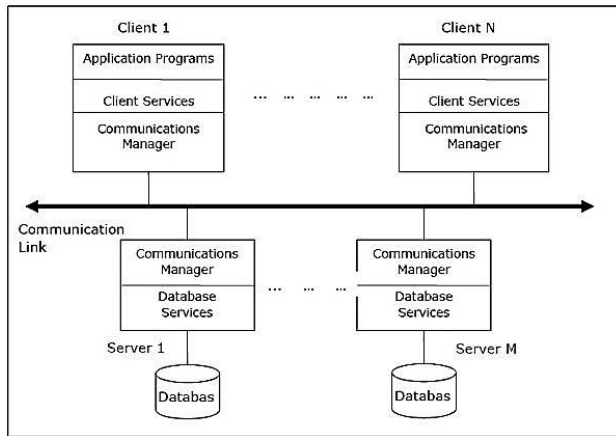 Client 1
Client N
Application Programs
Application Programs
Client Services
Client Services
Communications
Manager
Communications
Manager
Communication
Link
Communications
Manager
Communications
Manager
Database
Services
Database
Services
Server 1
Server M
Databas
Databas